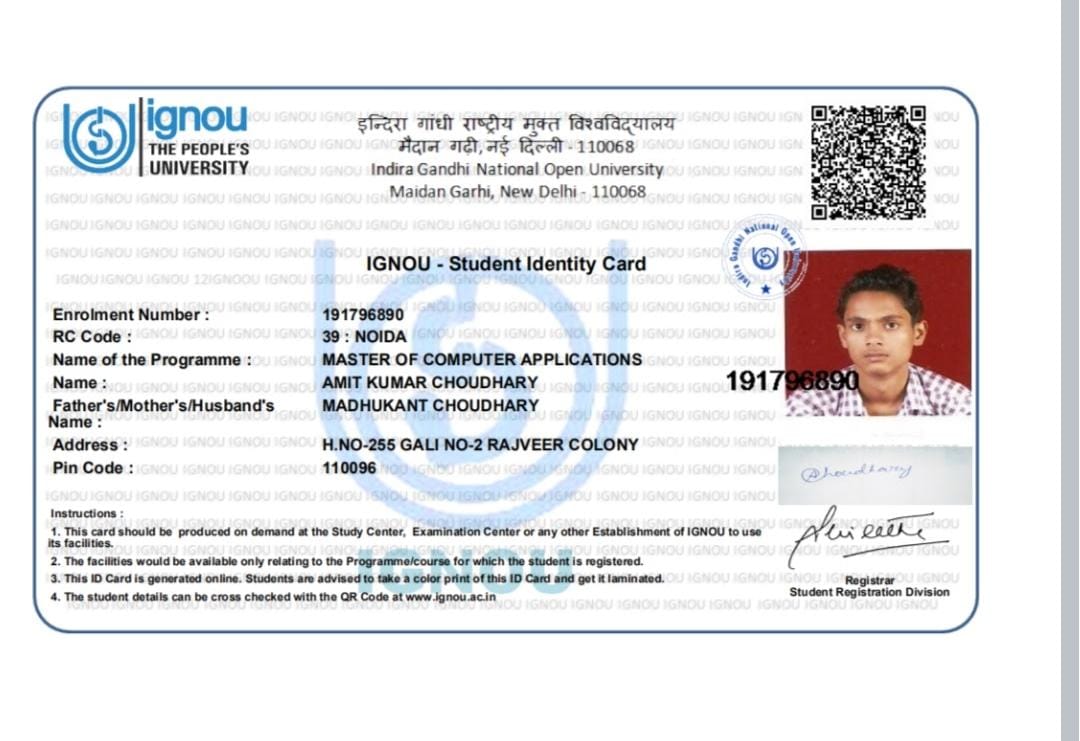 ignou
THE PEOPLE'S
UNIVERSITY
इन्दिरा गांधी राष्ट्रीय मुक्त विश्वविद्यालय
मैदान गढी, नई दिल्ली - 110068
Indira Gandhi National Open University
Maidan Garhi, New Delhi - 110068
Indira Gandhi National Open University
IGNOU - Student Identity Card
Enrolment Number : 191796890
RC Code : 39 : NOIDA
Name of the Programme : MASTER OF COMPUTER APPLICATIONS
Name : AMIT KUMAR CHOUDHARY
Father's/Mother's/Husband's MADHUKANT CHOUDHARY
Name :
Address : H.NO-255 GALI NO-2 RAJVEER COLONY
Pin Code : 110096
191796890
Choudhary
Instructions :
1. This card should be produced on demand at the Study Center, Examination Center or any other Establishment of IGNOU to use
its facilities.
2. The facilities would be available only relating to the Programme/course for which the student is registered.
3. This ID Card is generated online. Students are advised to take a color print of this ID Card and get it laminated.
4. The student details can be cross checked with the QR Code at www.ignou.ac.in
IGNOU
Registrar
Student Registration Division